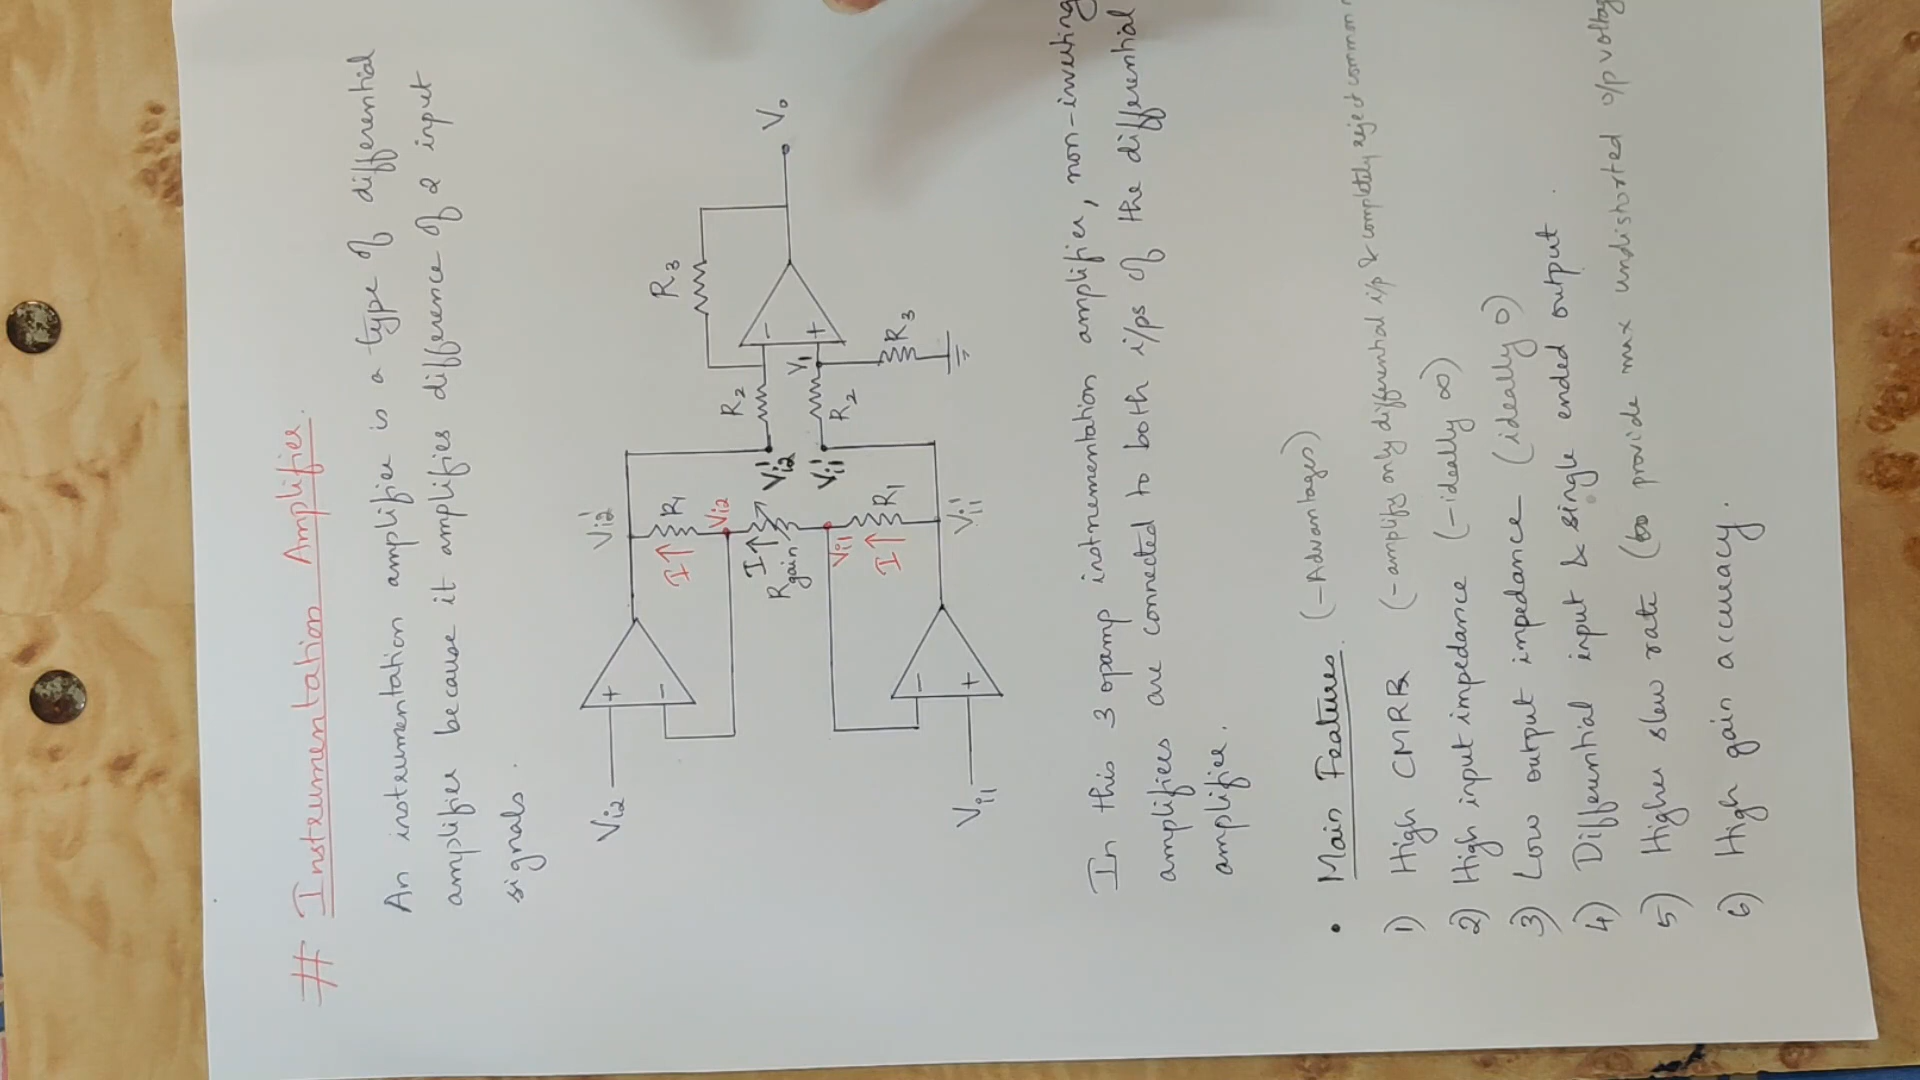 # Instrumentation Amplifier.
An instrumentation amplifier is a type of differential
amplifier because it amplifies difference of 2 input
signals.
Vi2
+
-
Vi2'
I
R1
Vi2
I
Rgain
Vi1
I
R1
Vi1'
Vi1
-
+
Vi2'
Vi1'
R2
R2
V1
R3
-
+
R3
Vo
In this 3 opamp instrumentation amplifier, non-inverting
amplifiers are connected to both i/ps of the differential
amplifier.
• Main Features. (-Advantages)
1) High CMRR (-amplifys only differential i/p & completely reject common
2) High input impedance (-ideally ∞)
3) Low output impedance (ideally 0)
4) Differential input & single ended output.
5) Higher slew rate (to provide max undistorted o/p voltag
6) High gain accuracy.